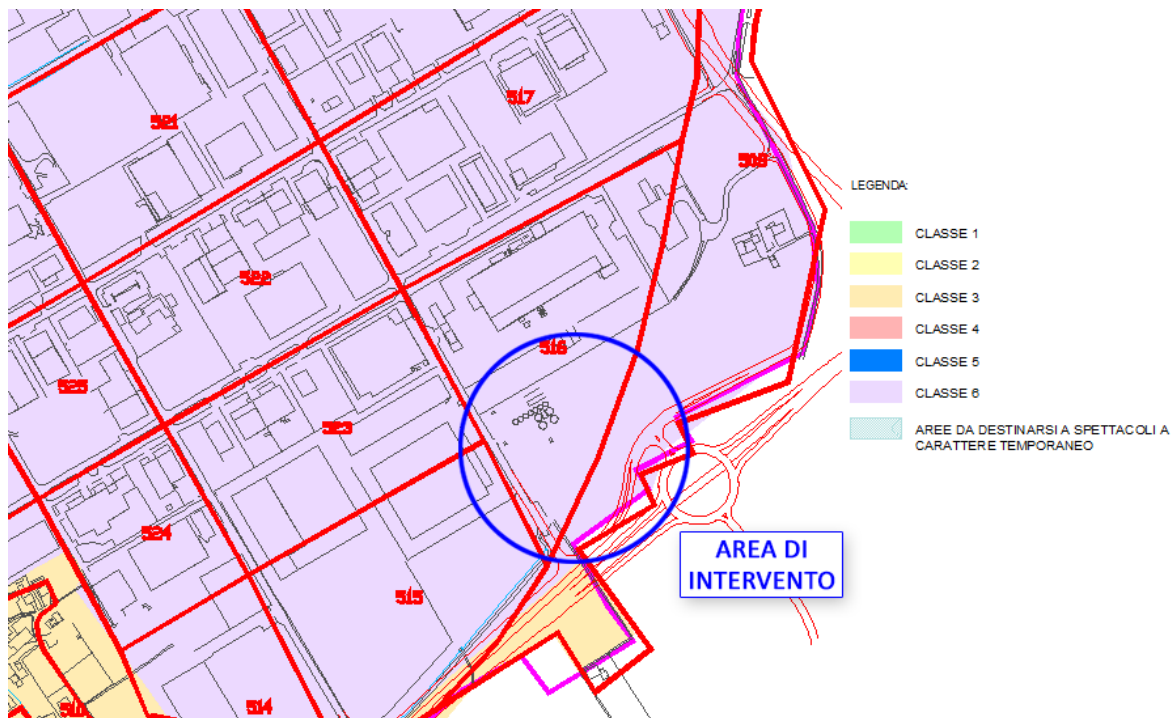 517
521
509
LEGENDA:
CLASSE 1
CLASSE 2
522
CLASSE 3
CLASSE 4
516
CLASSE 5
525
CLASSE 6
523
AREE DA DESTINARSI A SPETTACOLI A
CARATTERE TEMPORANEO
524
AREA DI
INTERVENTO
515
514